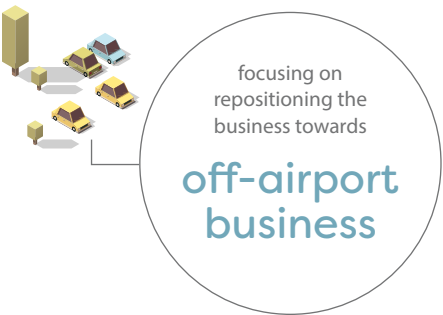 focusing on
repositioning the
business towards
off-airport
business